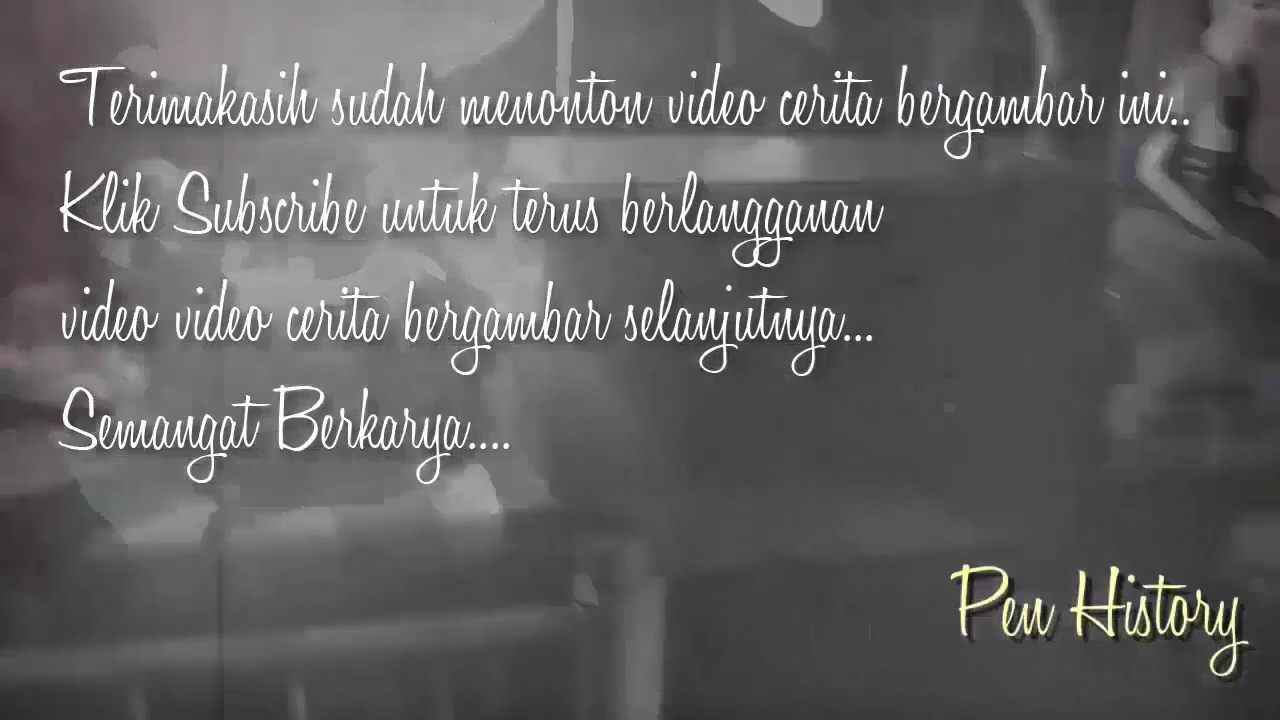 Terimakasih sudah menonton video cerita bergambar ini..
Klik Subscribe untuk terus berlangganan
video video cerita bergambar selanjutnya...
Semangat Berkarya....
Pen History